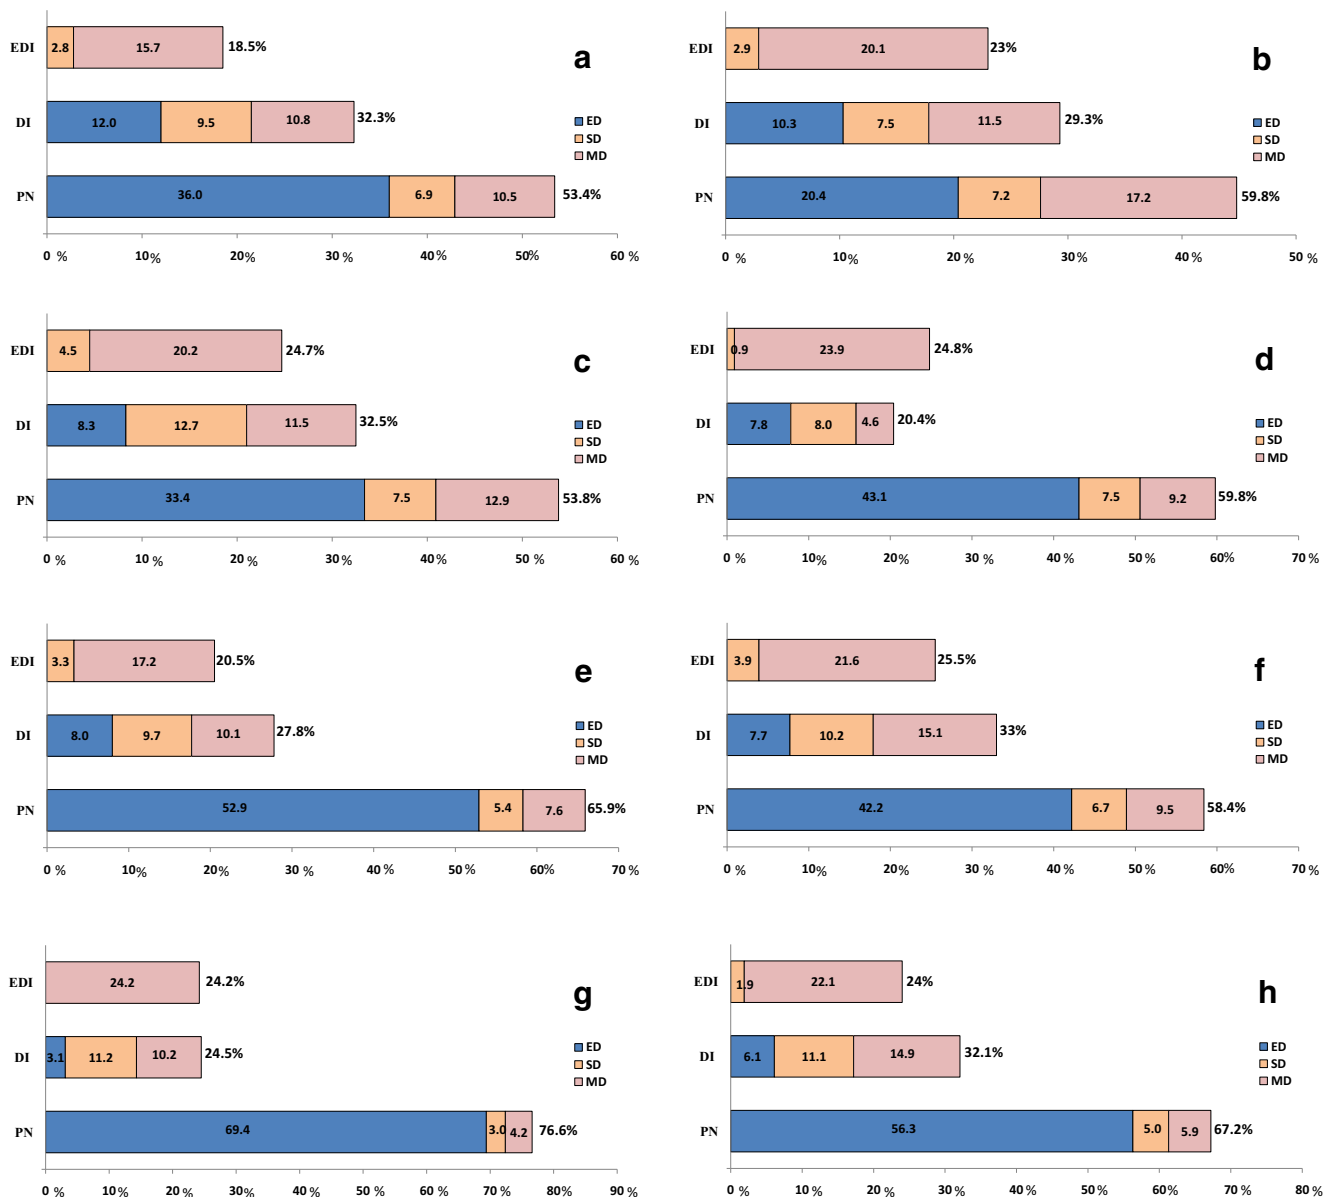 EDI 2.8 15.7 18.5%
a
DI 12.0 9.5 10.8 32.3%
ED
SD
MD
PN 36.0 6.9 10.5 53.4%
0 % 10% 20% 30% 40% 50% 60 %
EDI 2.9 20.1 23%
b
DI 10.3 7.5 11.5 29.3%
ED
SD
MD
PN 20.4 7.2 17.2 59.8%
0 % 10% 20% 30% 40 % 50 %
EDI 4.5 20.2 24.7%
c
DI 8.3 12.7 11.5 32.5%
ED
SD
MD
PN 33.4 7.5 12.9 53.8%
0 % 10% 20% 30% 40% 50% 60 %
EDI 0.9 23.9 24.8%
d
DI 7.8 8.0 4.6 20.4%
ED
SD
MD
PN 43.1 7.5 9.2 59.8%
0 % 10% 20% 30% 40 % 50% 60% 70 %
EDI 3.3 17.2 20.5%
e
DI 8.0 9.7 10.1 27.8%
ED
SD
MD
PN 52.9 5.4 7.6 65.9%
0 % 10% 20% 30 % 40 % 50 % 60% 70 %
EDI 3.9 21.6 25.5%
f
DI 7.7 10.2 15.1 33%
ED
SD
MD
PN 42.2 6.7 9.5 58.4%
0 % 10% 20% 30% 40 % 50% 60% 70 %
EDI 24.2 24.2%
g
DI 3.1 11.2 10.2 24.5%
ED
SD
MD
PN 69.4 3.0 4.2 76.6%
0 % 10 % 20 % 30 % 40 % 50 % 60 % 70 % 80% 90%
EDI 1.9 22.1 24%
h
DI 6.1 11.1 14.9 32.1%
ED
SD
MD
PN 56.3 5.0 5.9 67.2%
0 % 10 % 20 % 30 % 40 % 50 % 60 % 70 % 80 %